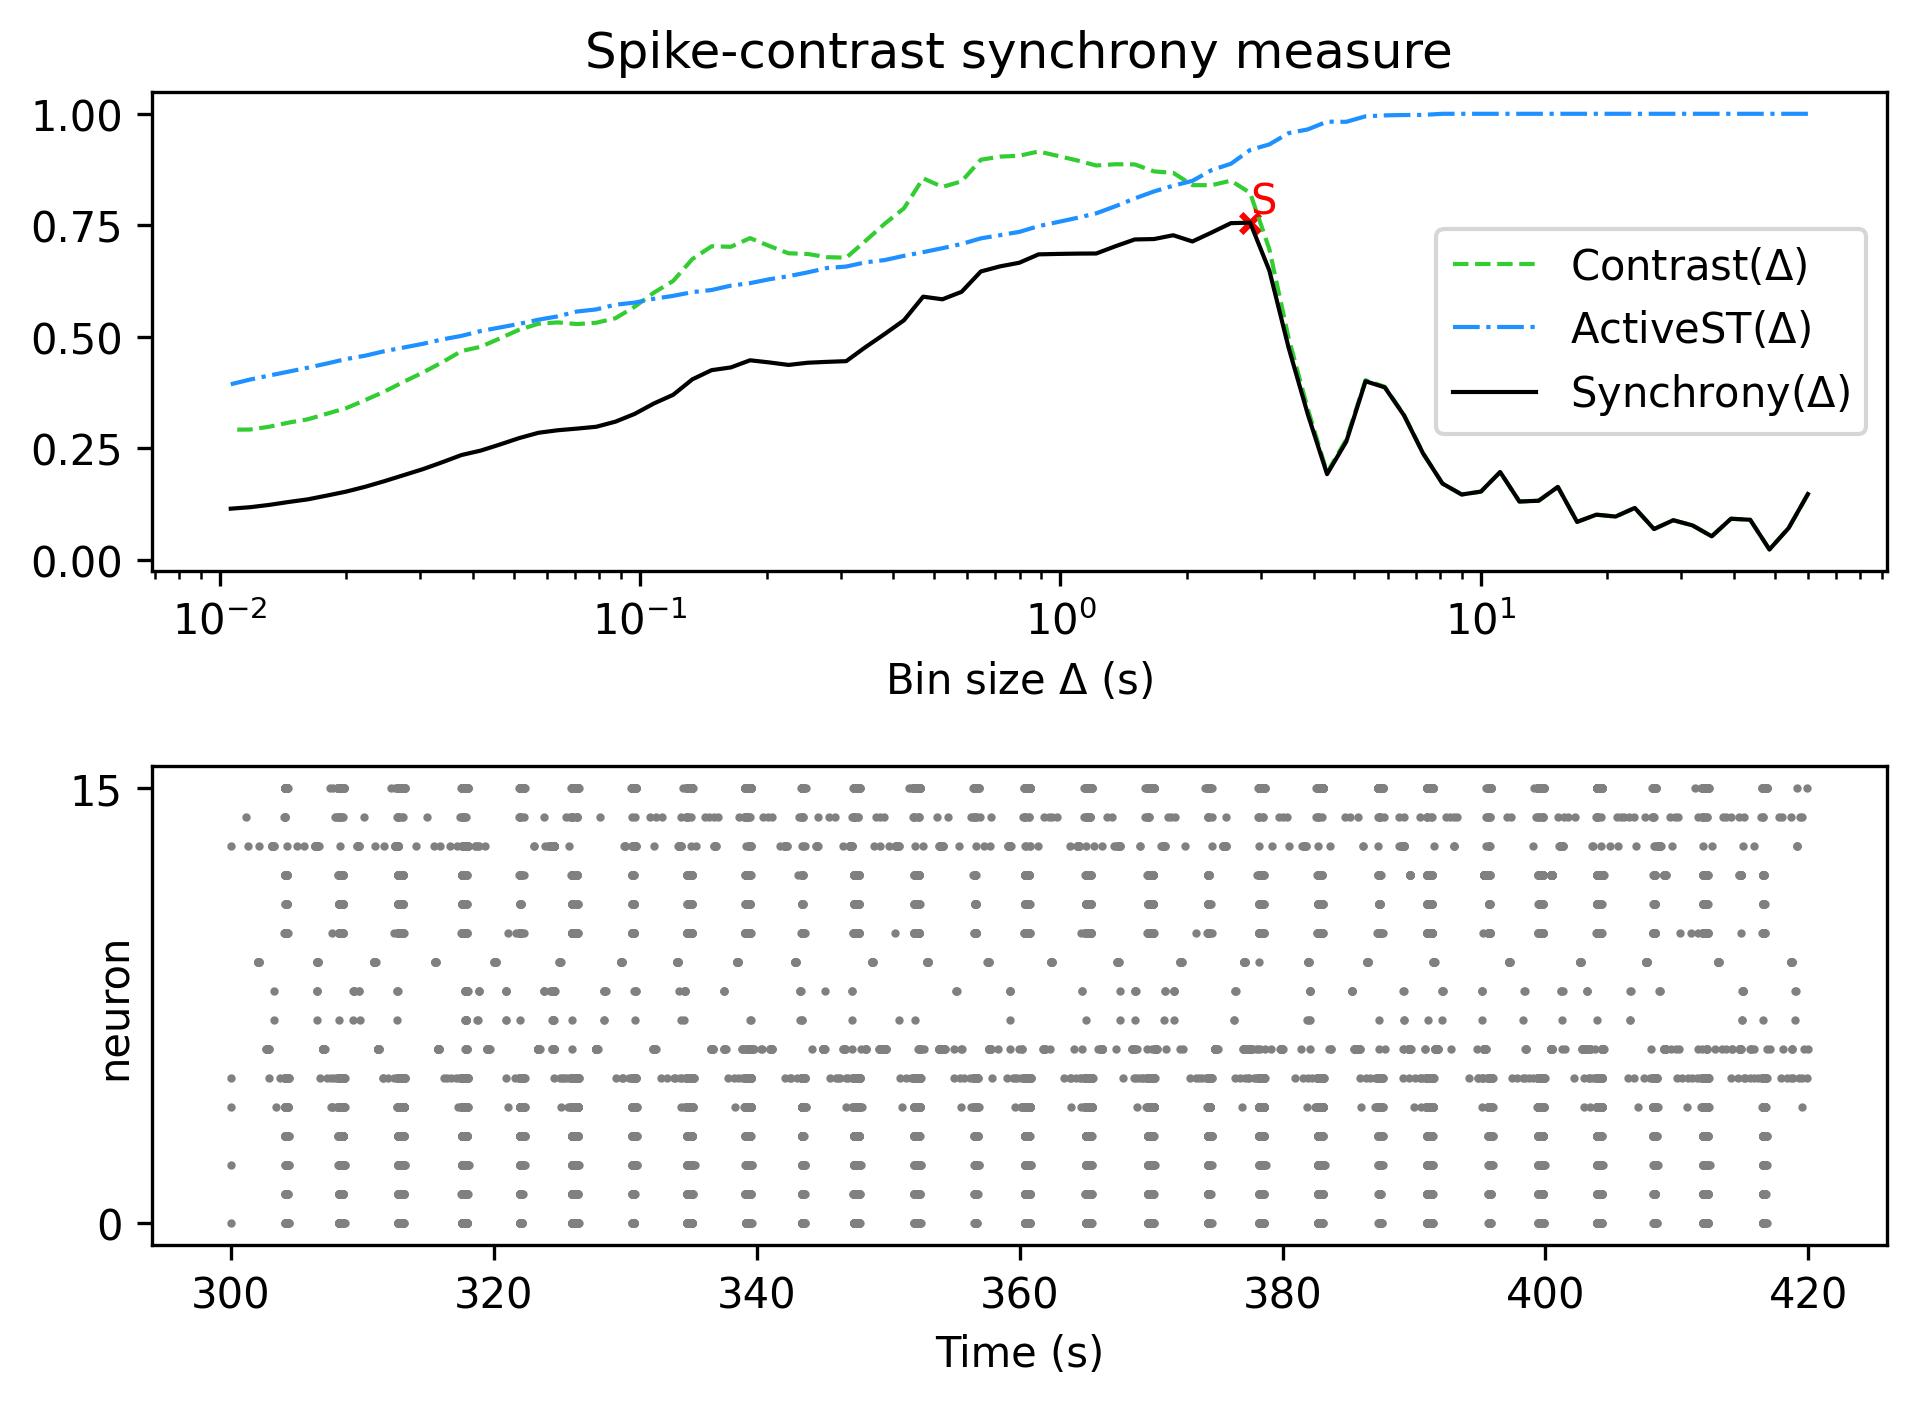 Spike-contrast synchrony measure
1.00
0.75
0.50
0.25
0.00
S
Contrast(Δ)
ActiveST(Δ)
Synchrony(Δ)
10⁻² 10⁻¹ 10⁰ 10¹
Bin size Δ (s)
15
0
neuron
300 320 340 360 380 400 420
Time (s)